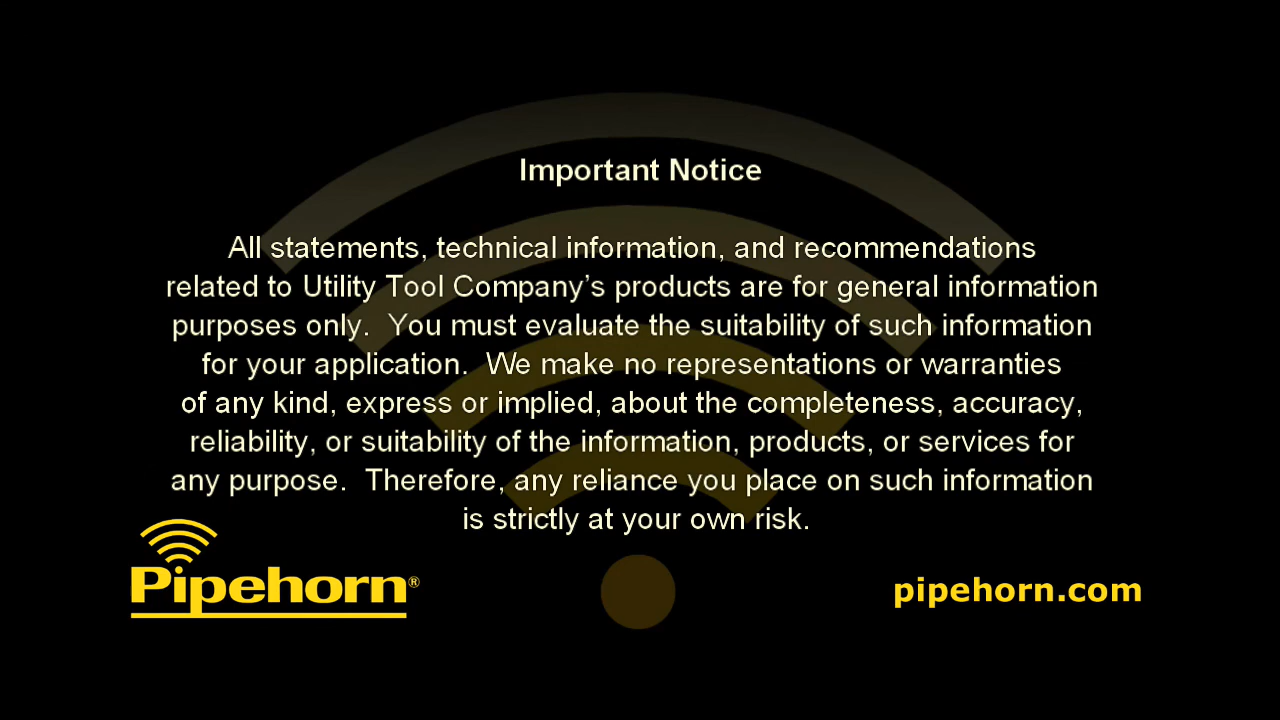 Important Notice
All statements, technical information, and recommendations
related to Utility Tool Company’s products are for general information
purposes only.  You must evaluate the suitability of such information
for your application.  We make no representations or warranties
of any kind, express or implied, about the completeness, accuracy,
reliability, or suitability of the information, products, or services for
any purpose.  Therefore, any reliance you place on such information
is strictly at your own risk.
Pipehorn®
pipehorn.com